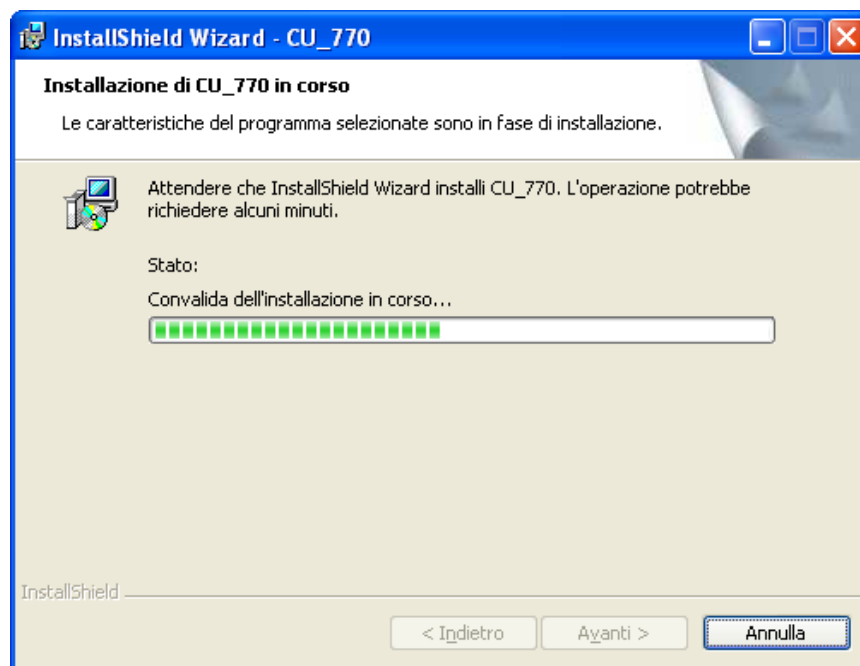 InstallShield Wizard - CU_770
Installazione di CU_770 in corso
Le caratteristiche del programma selezionate sono in fase di installazione.
Attendere che InstallShield Wizard installi CU_770. L'operazione potrebbe
richiedere alcuni minuti.
Stato:
Convalida dell'installazione in corso...
InstallShield
< Indietro
Avanti >
Annulla